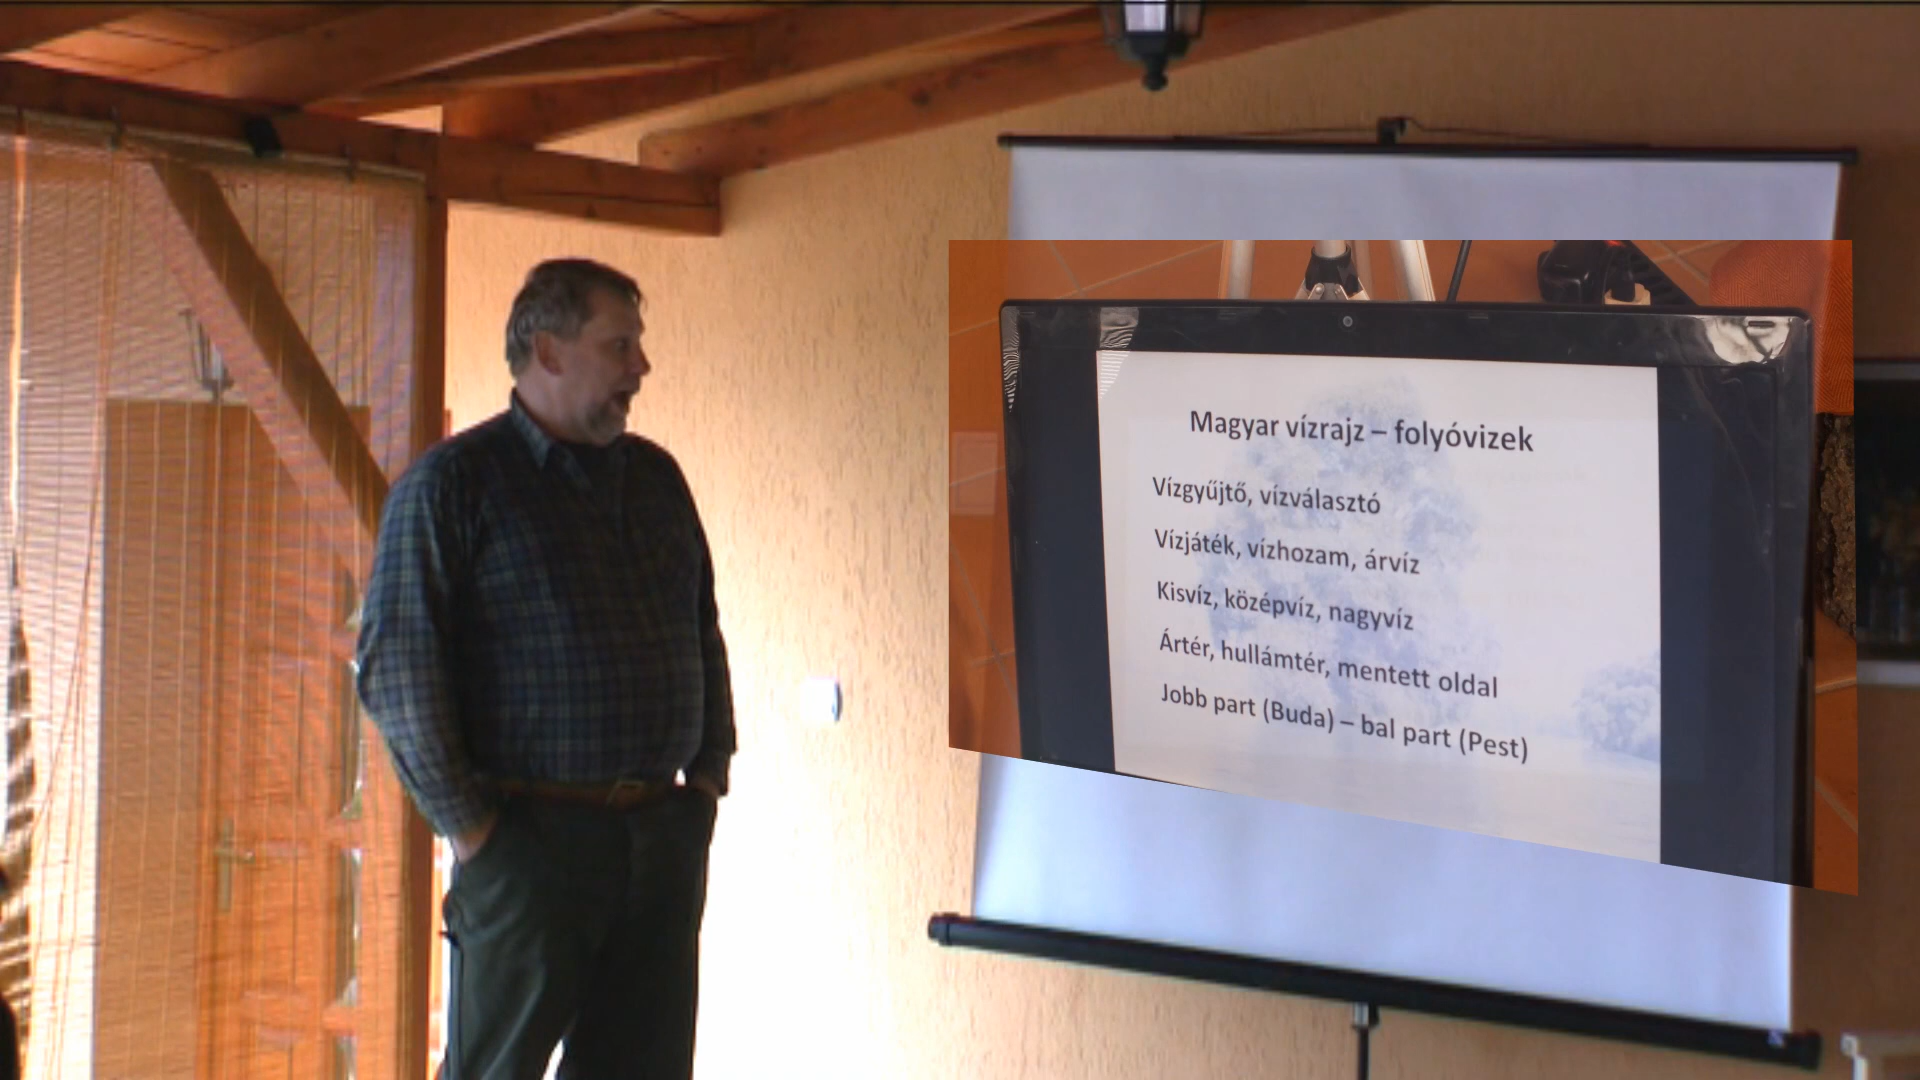 Magyar vízrajz – folyóvizek
Vízgyűjtő, vízválasztó
Vízjáték, vízhozam, árvíz
Kisvíz, középvíz, nagyvíz
Ártér, hullámtér, mentett oldal
Jobb part (Buda) – bal part (Pest)